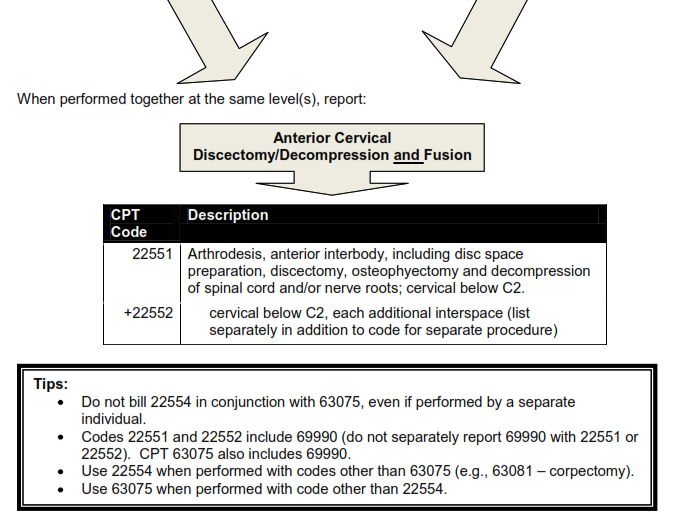 When performed together at the same level(s), report:
Anterior Cervical
Discectomy/Decompression and Fusion
CPT Code Description
22551 Arthrodesis, anterior interbody, including disc space
preparation, discectomy, osteophyectomy and decompression
of spinal cord and/or nerve roots; cervical below C2.
+22552 cervical below C2, each additional interspace (list
separately in addition to code for separate procedure)
Tips:
• Do not bill 22554 in conjunction with 63075, even if performed by a separate
individual.
• Codes 22551 and 22552 include 69990 (do not separately report 69990 with 22551 or
22552). CPT 63075 also includes 69990.
• Use 22554 when performed with codes other than 63075 (e.g., 63081 – corpectomy).
• Use 63075 when performed with code other than 22554.